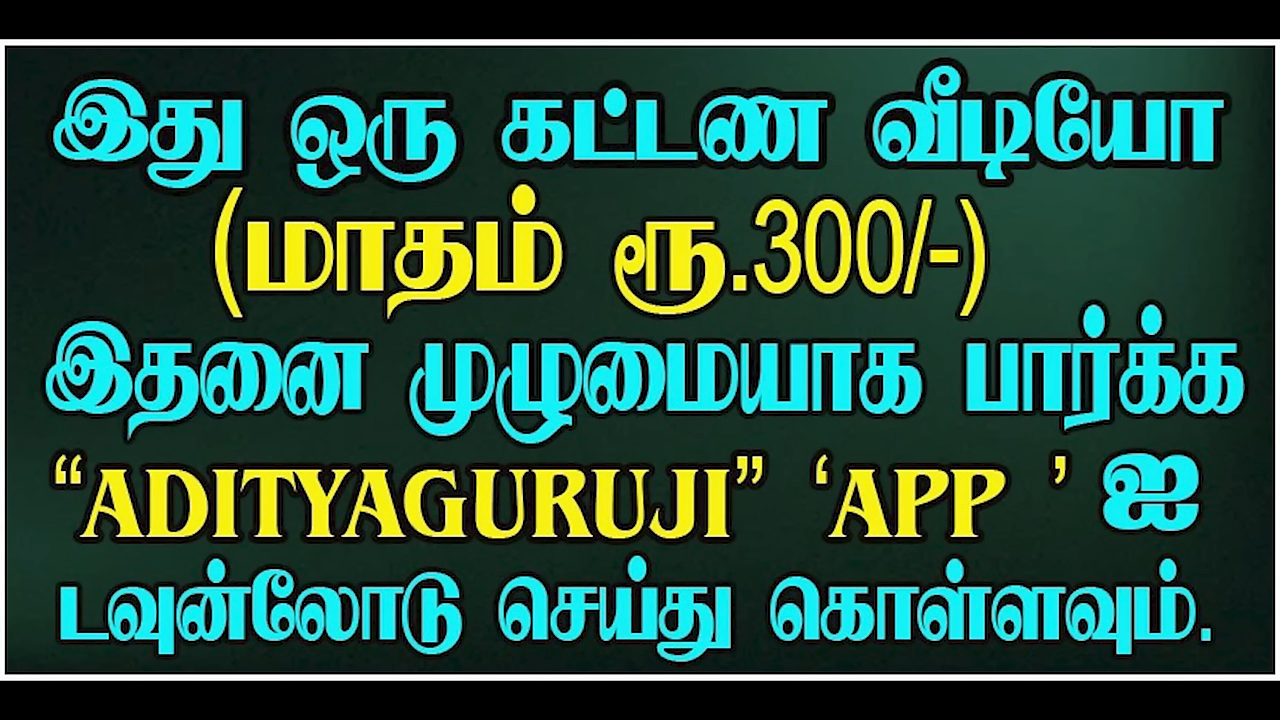 இது ஒரு கட்டண வீடியோ
(மாதம் ரூ.300/-)
இதனை முழுமையாக பார்க்க
“ADITYAGURUJI” ‘APP ’ ஐ
டவுன்லோடு செய்து கொள்ளவும்.